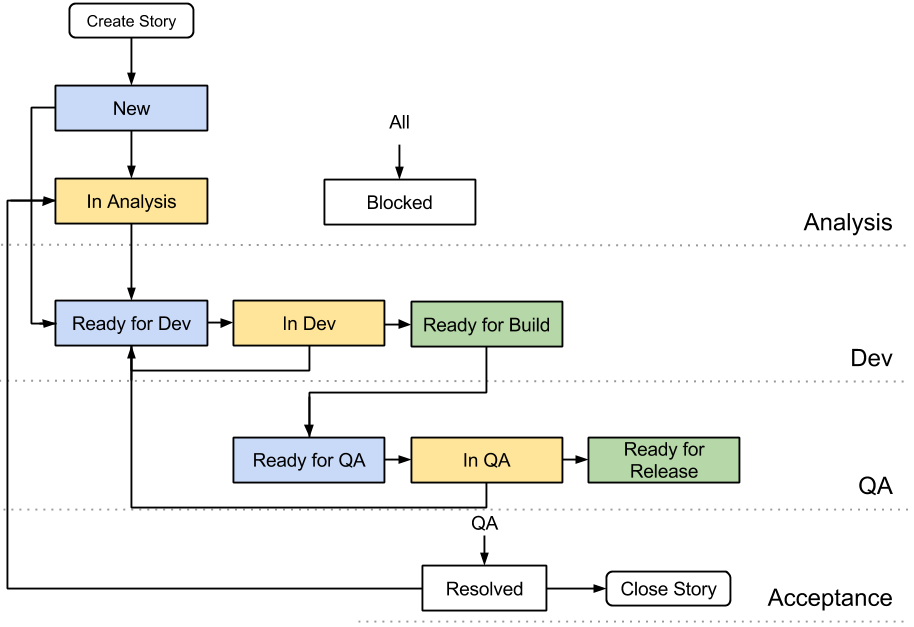 Create Story
New
All
In Analysis
Blocked
Analysis
Ready for Dev
In Dev
Ready for Build
Dev
Ready for QA
In QA
Ready for
Release
QA
QA
Resolved
Close Story
Acceptance